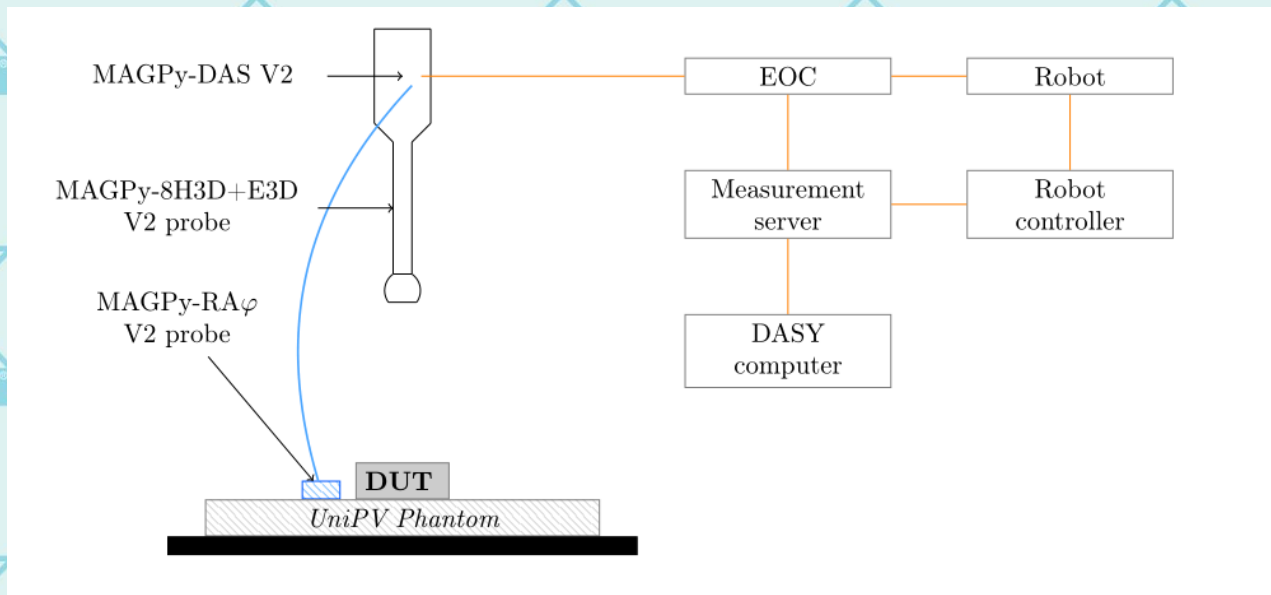 MAGPy-DAS V2
EOC
Robot
MAGPy-8H3D+E3D
V2 probe
Measurement
server
Robot
controller
MAGPy-RAφ
V2 probe
DASY
computer
DUT
UniPV Phantom